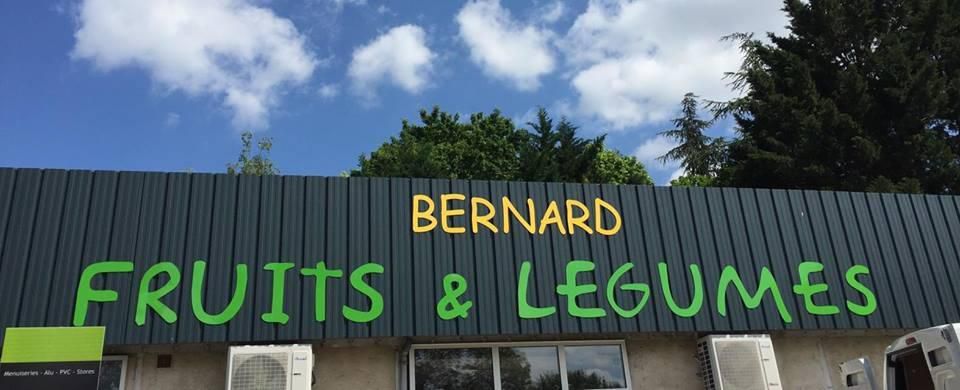 BERNARD
FRUITS & LEGUMES
Menuiseries - Alu - PVC - Stores